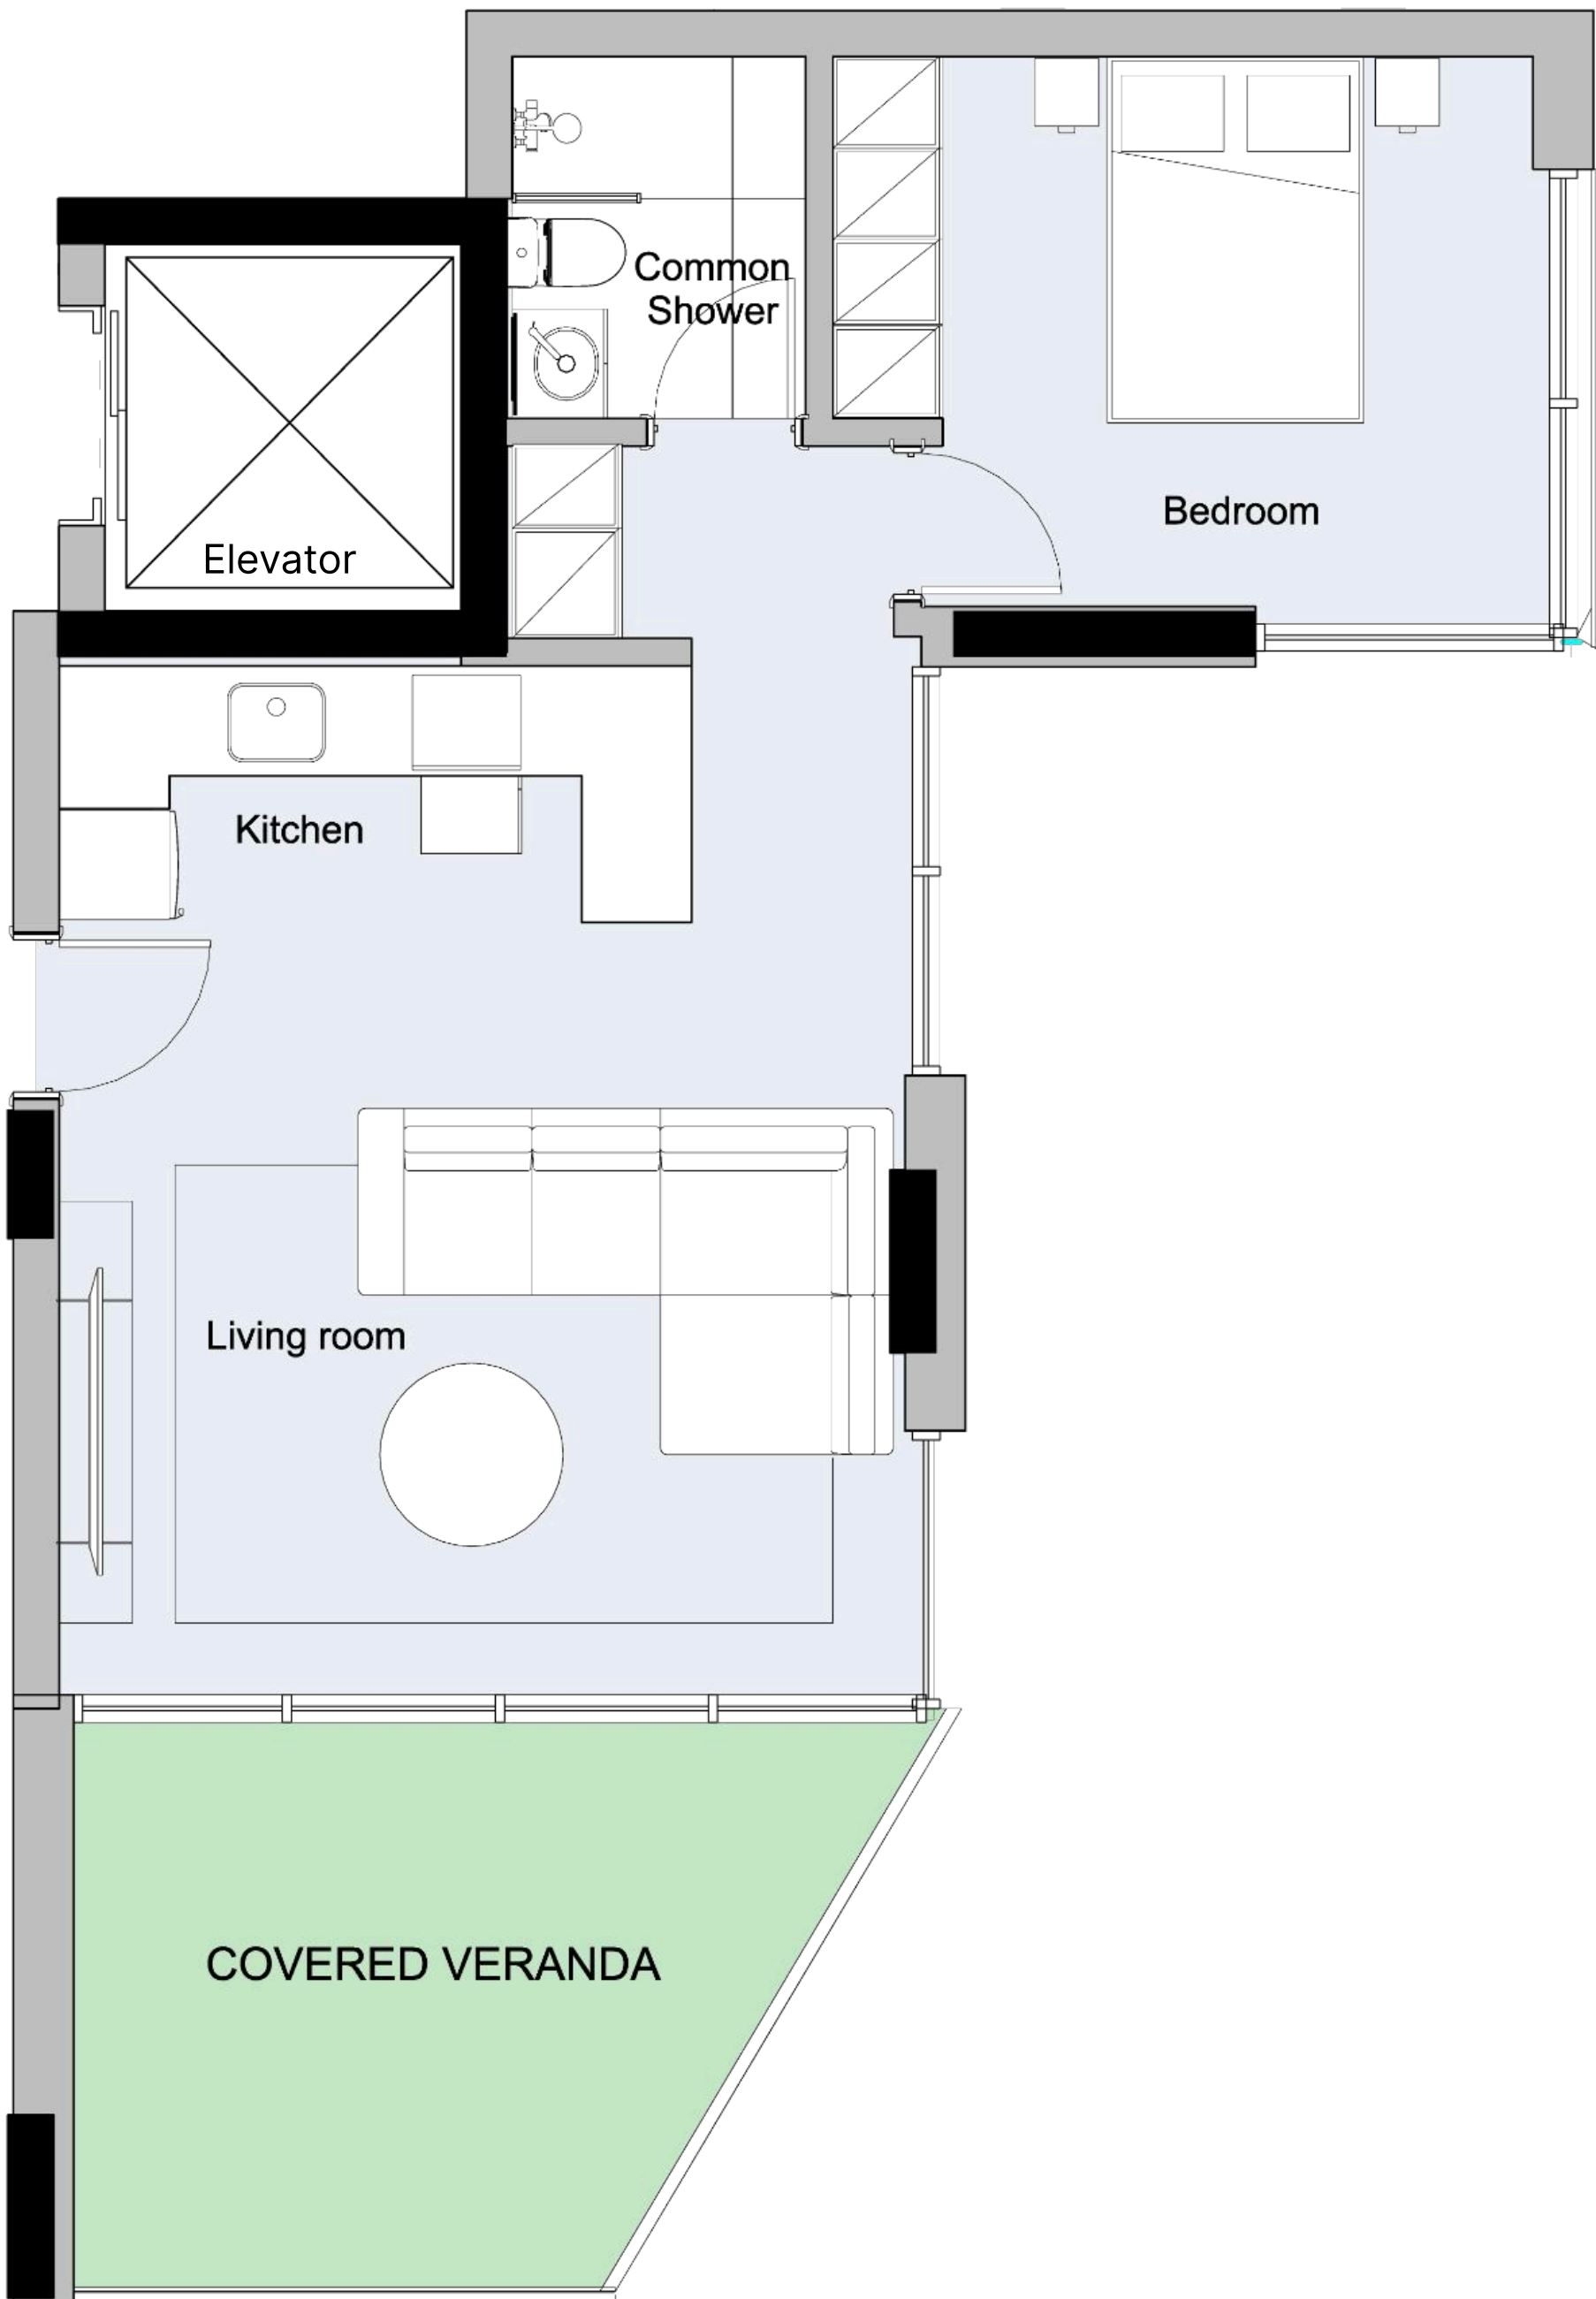 Common
Shower
Bedroom
Elevator
Kitchen
Living room
COVERED VERANDA